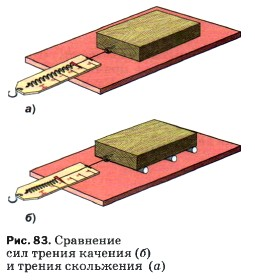 а)
б)
Рис. 83. Сравнение
сил трения качения (б)
и трения скольжения (а)